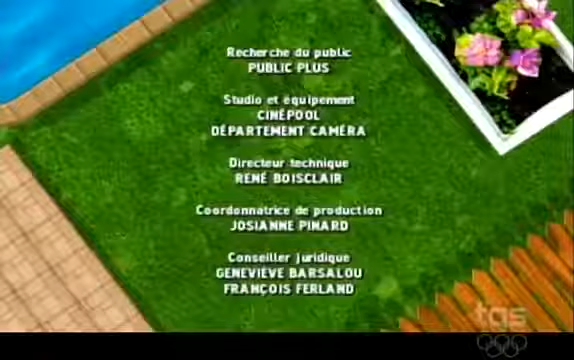 Recherche du public
PUBLIC PLUS
Studio et équipement
CINÉPOOL
DÉPARTEMENT CAMÉRA
Directeur technique
RENÉ BOISCLAIR
Coordonnatrice de production
JOSIANNE PINARD
Conseiller juridique
GENEVIÈVE BARSALOU
FRANÇOIS FERLAND
tqs